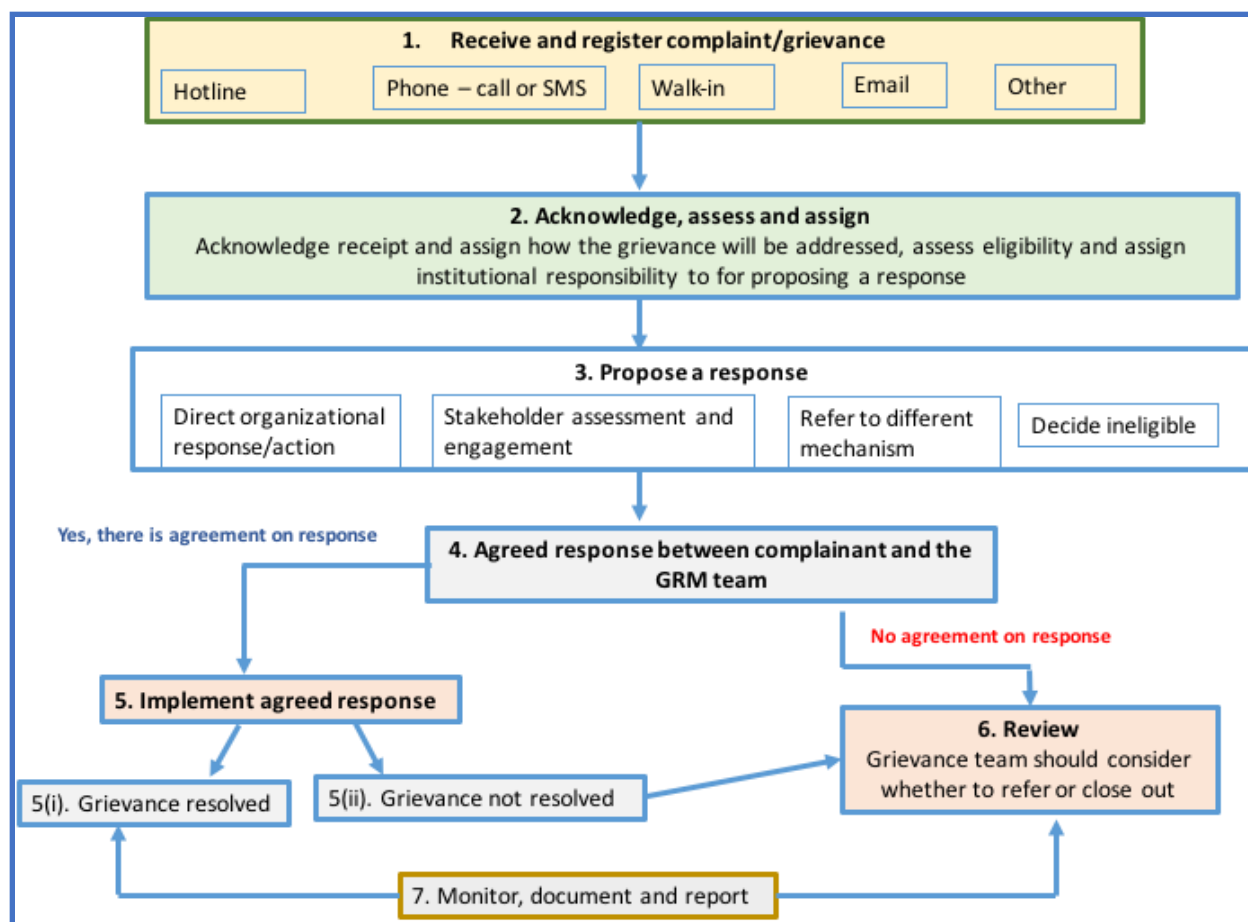 1. Receive and register complaint/grievance
Hotline
Phone – call or SMS
Walk-in
Email
Other
2. Acknowledge, assess and assign
Acknowledge receipt and assign how the grievance will be addressed, assess eligibility and assign
institutional responsibility to for proposing a response
3. Propose a response
Direct organizational
response/action
Stakeholder assessment and
engagement
Refer to different
mechanism
Decide ineligible
Yes, there is agreement on response
4. Agreed response between complainant and the
GRM team
No agreement on response
5. Implement agreed response
6. Review
Grievance team should consider
whether to refer or close out
5(i). Grievance resolved
5(ii). Grievance not resolved
7. Monitor, document and report